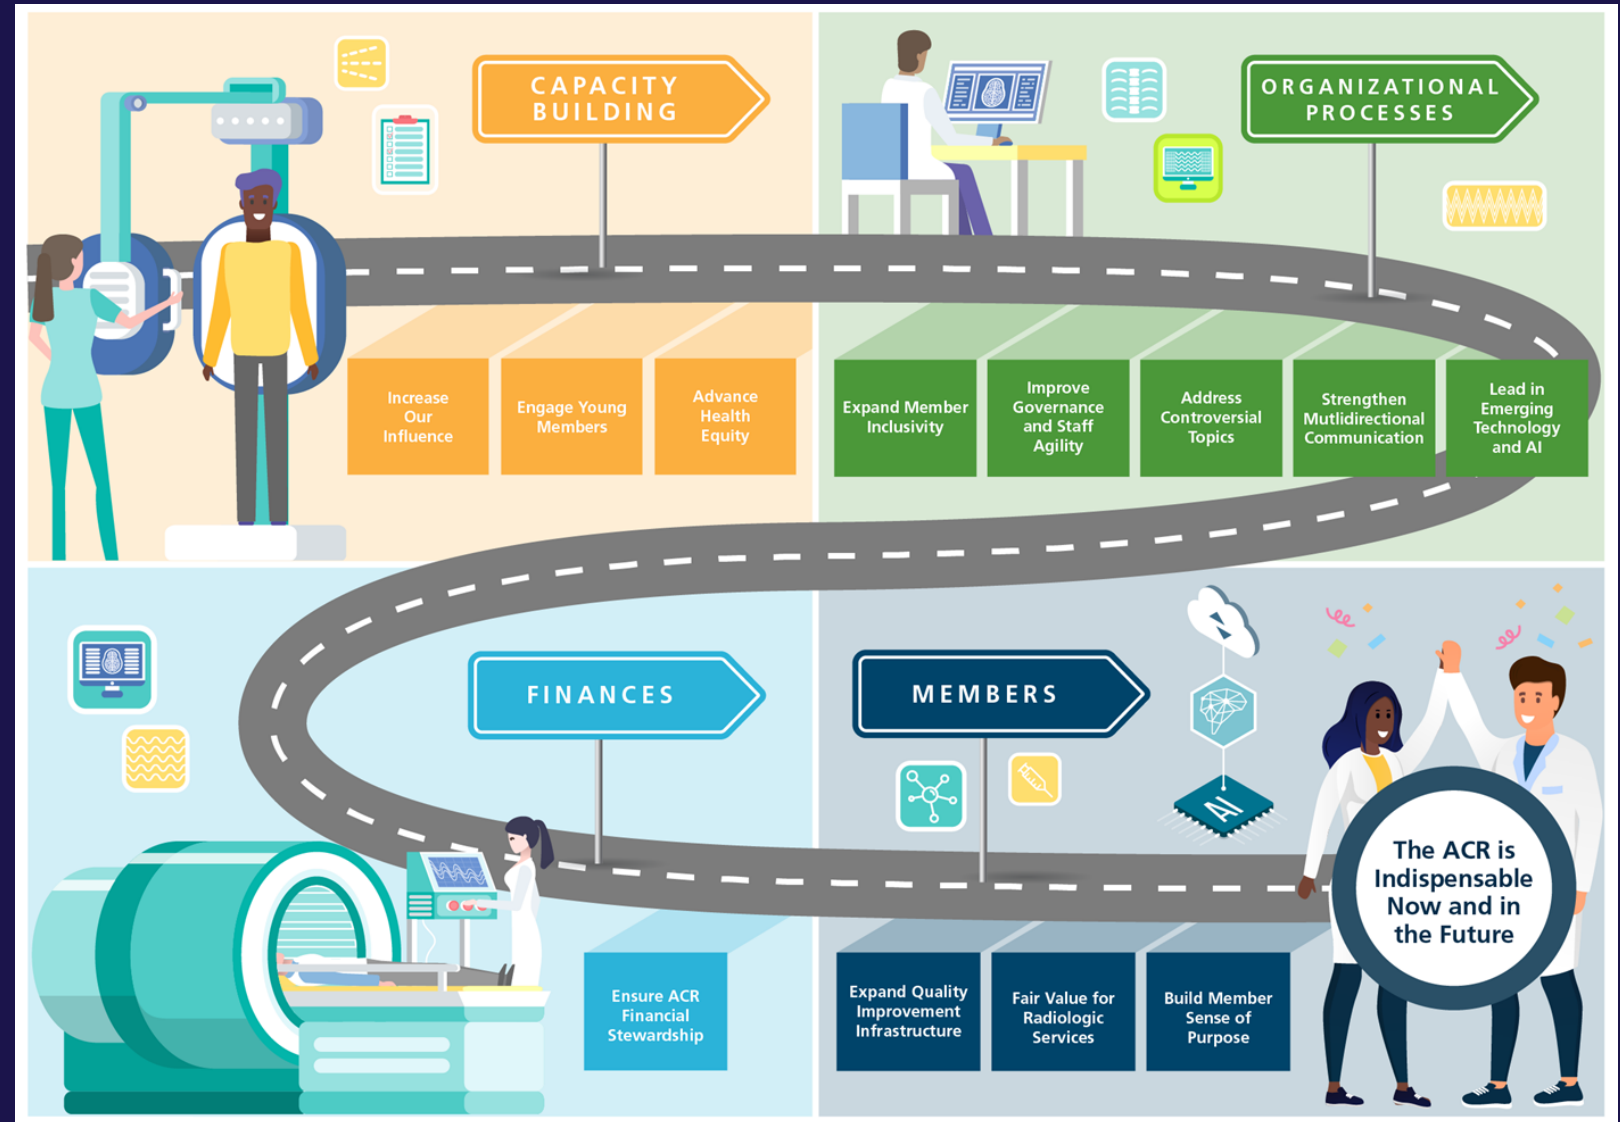 CAPACITY
BUILDING
ORGANIZATIONAL
PROCESSES
Increase
Our
Influence
Engage Young
Members
Advance
Health
Equity
Expand Member
Inclusivity
Improve
Governance
and Staff
Agility
Address
Controversial
Topics
Strengthen
Mutlidirectional
Communication
Lead in
Emerging
Technology
and AI
FINANCES
MEMBERS
AI
The ACR is
Indispensable
Now and in
the Future
Ensure ACR
Financial
Stewardship
Expand Quality
Improvement
Infrastructure
Fair Value for
Radiologic
Services
Build Member
Sense of
Purpose